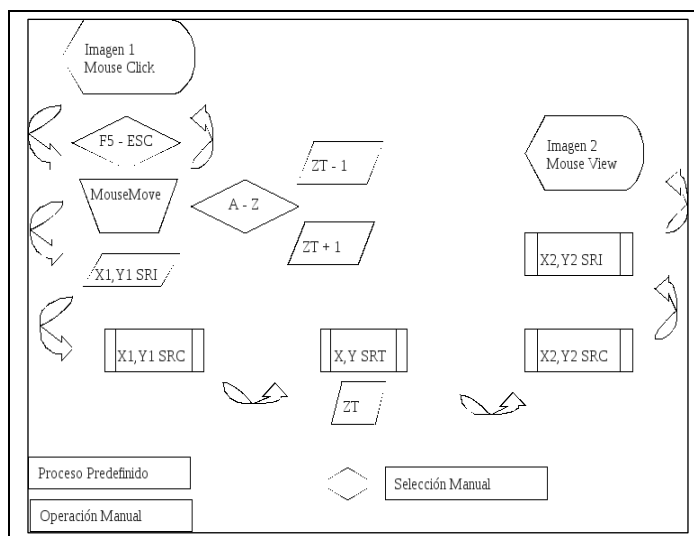 Imagen 1
Mouse Click
F5 - ESC
ZT - 1
Imagen 2
Mouse View
MouseMove
A - Z
ZT + 1
X1,Y1 SRI
X2,Y2 SRI
X1,Y1 SRC
X,Y SRT
X2,Y2 SRC
ZT
Proceso Predefinido
Selección Manual
Operación Manual